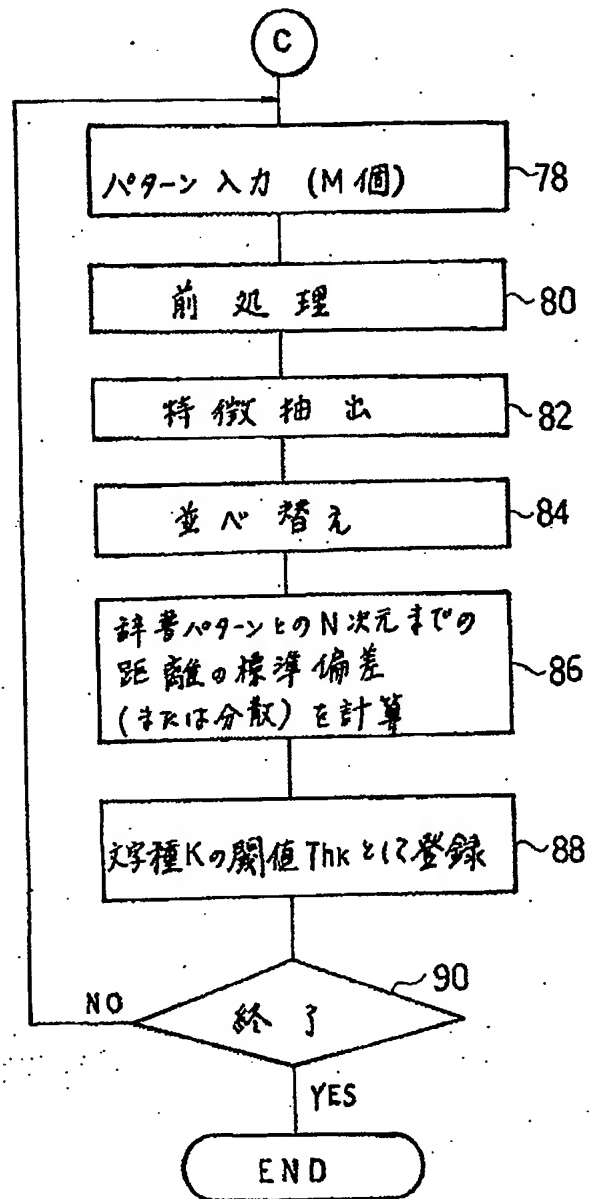 C
パターン入力 (M個)
78
前処理
80
特徴抽出
82
並べ替え
84
辞書パターンとのN次元までの
距離の標準偏差
(または分散)を計算
86
文字種Kの閾値Thkとして登録
88
90
終了
NO
YES
END